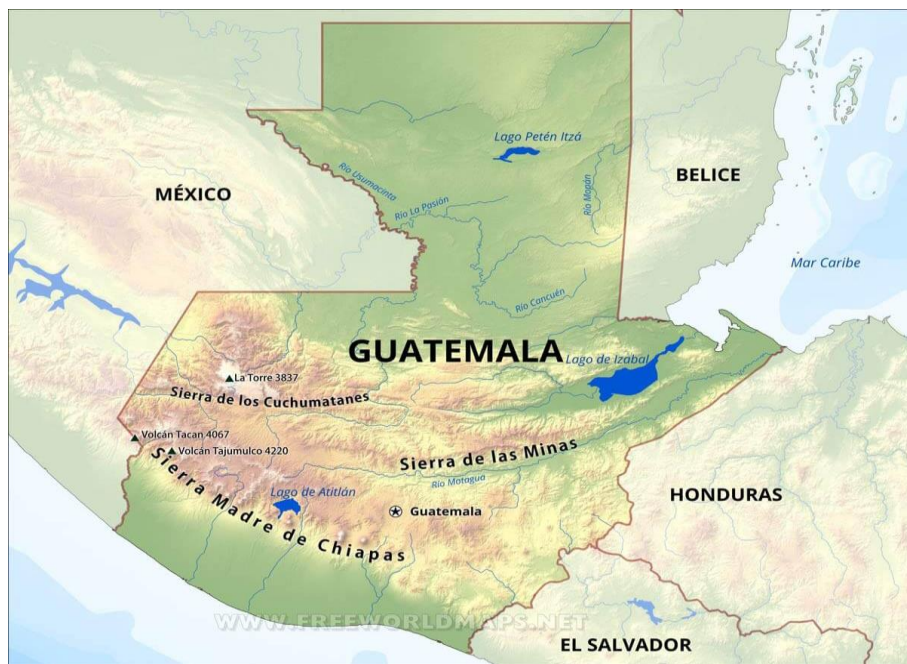 Lago Petén Itzá
BELICE
MÉXICO
Río Usumacinta
Río La Pasión
Río Mopán
Mar Caribe
Río Cancuén
GUATEMALA
Lago de Izabal
La Torre 3837
Sierra de los Cuchumatanes
Volcán Tacan 4067
Volcán Tajumulco 4220
Sierra de las Minas
Río Motagua
Lago de Atitlán
HONDURAS
Guatemala
Sierra Madre de Chiapas
WWW.FREEWORLDMAPS.NET
EL SALVADOR